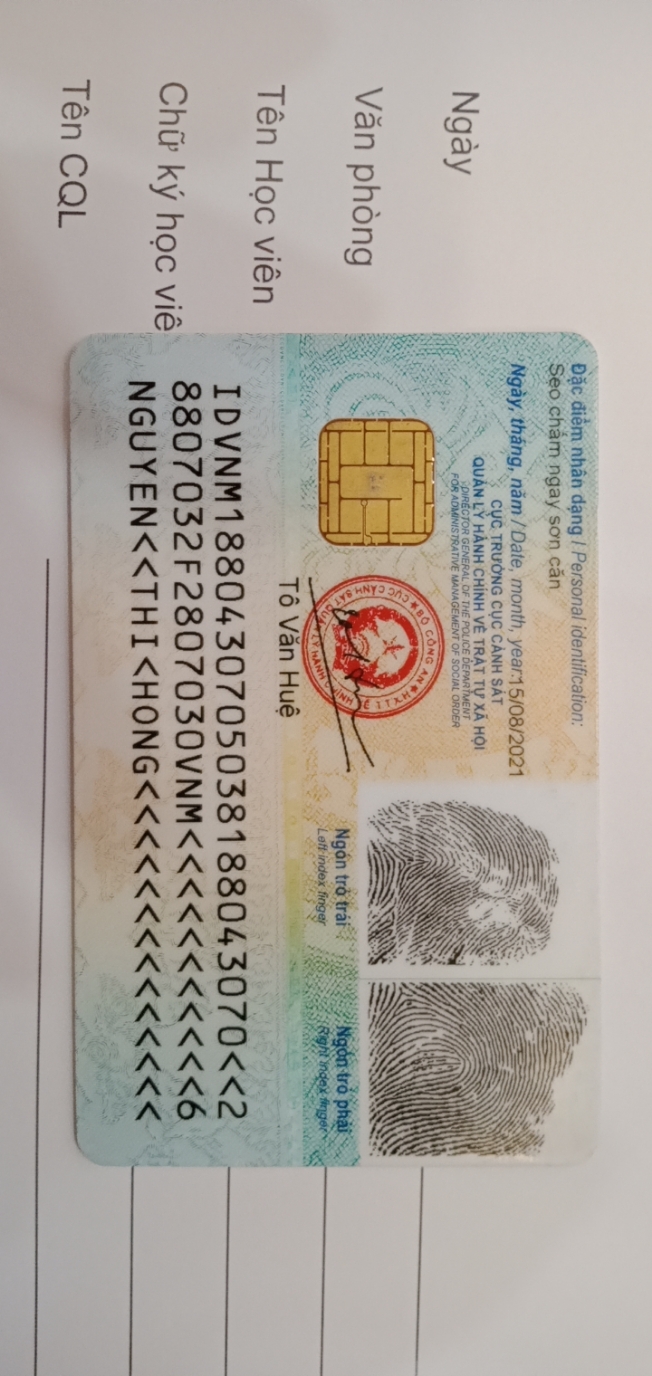 Ngày
Văn phòng
Tên Học viên
Chữ ký học viê
Tên CQL
Đặc điểm nhân dạng / Personal identification:
Sẹo chấm ngay sơn căn
Ngày, tháng, năm / Date, month, year:15/08/2021
CỤC TRƯỞNG CỤC CẢNH SÁT
QUẢN LÝ HÀNH CHÍNH VỀ TRẬT TỰ XÃ HỘI
DIRECTOR GENERAL OF THE POLICE DEPARTMENT
FOR ADMINISTRATIVE MANAGEMENT OF SOCIAL ORDER
BỘ CÔNG AN
CỤC CẢNH SÁT QUẢN LÝ HÀNH CHÍNH VỀ TTXH
Tô Văn Huệ
Ngón trỏ trái
Left index finger
Ngón trỏ phải
Right index finger
IDVNM1880430705038188043070<<2
8807032F2807030VNM<<<<<<<<<<<6
NGUYEN<<THI<HONG<<<<<<<<<<<<<<